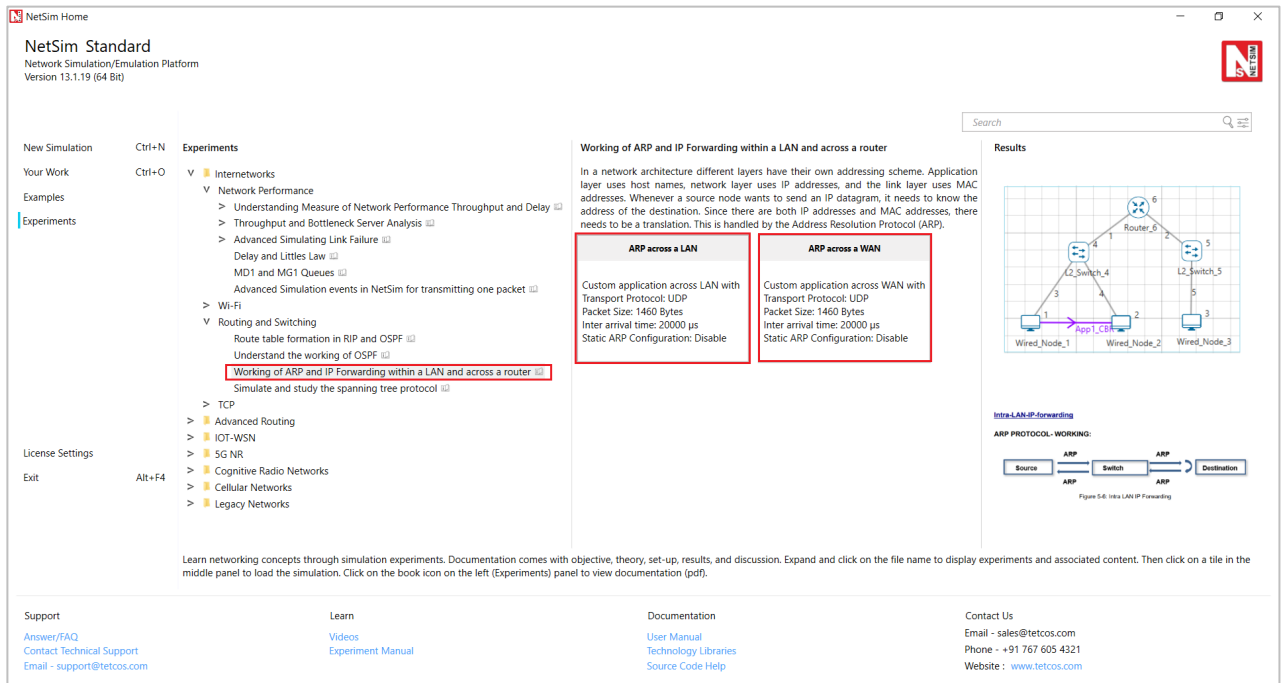 NetSim Home
NetSim Standard
Network Simulation/Emulation Platform
Version 13.1.19 (64 Bit)
NETSIM
Search
New Simulation Ctrl+N
Your Work Ctrl+O
Examples
Experiments
License Settings
Exit Alt+F4
Experiments
Internetworks
Network Performance
Understanding Measure of Network Performance Throughput and Delay
Throughput and Bottleneck Server Analysis
Advanced Simulating Link Failure
Delay and Littles Law
MD1 and MG1 Queues
Advanced Simulation events in NetSim for transmitting one packet
Wi-Fi
Routing and Switching
Route table formation in RIP and OSPF
Understand the working of OSPF
Working of ARP and IP Forwarding within a LAN and across a router
Simulate and study the spanning tree protocol
TCP
Advanced Routing
IOT-WSN
5G NR
Cognitive Radio Networks
Cellular Networks
Legacy Networks
Working of ARP and IP Forwarding within a LAN and across a router
In a network architecture different layers have their own addressing scheme. Application
layer uses host names, network layer uses IP addresses, and the link layer uses MAC
addresses. Whenever a source node wants to send an IP datagram, it needs to know the
address of the destination. Since there are both IP addresses and MAC addresses, there
needs to be a translation. This is handled by the Address Resolution Protocol (ARP).
ARP across a LAN
Custom application across LAN with
Transport Protocol: UDP
Packet Size: 1460 Bytes
Inter arrival time: 20000 µs
Static ARP Configuration: Disable
ARP across a WAN
Custom application across WAN with
Transport Protocol: UDP
Packet Size: 1460 Bytes
Inter arrival time: 20000 µs
Static ARP Configuration: Disable
Results
6
Router_6
1 2
4 5
L2_Switch_4 L2_Switch_5
3 4 5
1 2 3
App1_CBR
Wired_Node_1 Wired_Node_2 Wired_Node_3
Intra-LAN-IP-forwarding
ARP PROTOCOL- WORKING:
ARP ARP
Source Switch Destination
ARP ARP
Figure 5-6: Intra LAN IP Forwarding
Learn networking concepts through simulation experiments. Documentation comes with objective, theory, set-up, results, and discussion. Expand and click on the file name to display experiments and associated content. Then click on a tile in the
middle panel to load the simulation. Click on the book icon on the left (Experiments) panel to view documentation (pdf).
Support
Answer/FAQ
Contact Technical Support
Email - support@tetcos.com
Learn
Videos
Experiment Manual
Documentation
User Manual
Technology Libraries
Source Code Help
Contact Us
Email - sales@tetcos.com
Phone - +91 767 605 4321
Website : www.tetcos.com